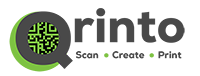 Qrinto
Scan • Create • Print